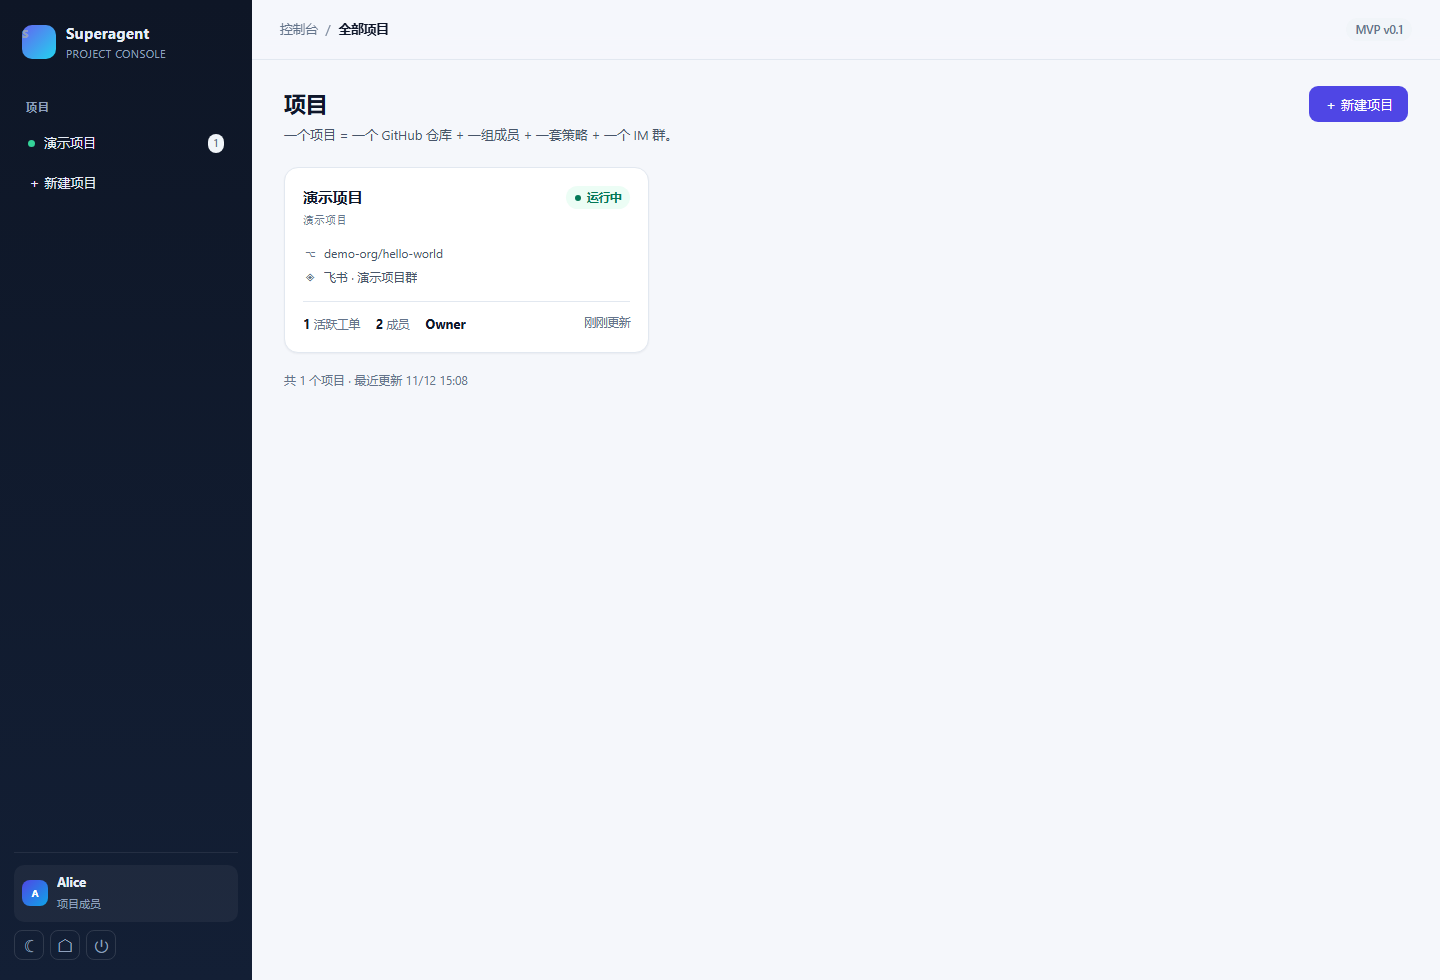 S
Superagent
PROJECT CONSOLE
项目
演示项目
1
+ 新建项目
Alice
A
项目成员
控制台 / 全部项目
MVP v0.1
项目
+ 新建项目
一个项目 = 一个 GitHub 仓库 + 一组成员 + 一套策略 + 一个 IM 群。
演示项目
运行中
演示项目
demo-org/hello-world
飞书 · 演示项目群
1 活跃工单 2 成员 Owner
刚刚更新
共 1 个项目 · 最近更新 11/12 15:08